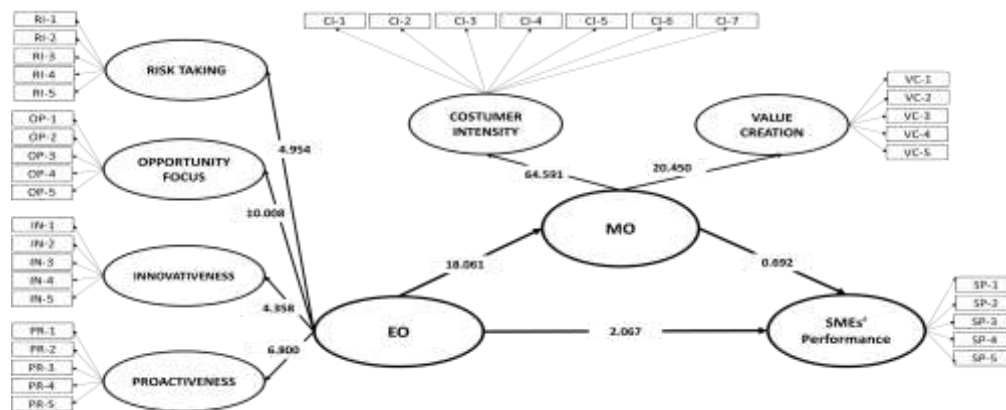 RI-1
RI-2
RI-3
RI-4
RI-5
RISK TAKING
OP-1
OP-2
OP-3
OP-4
OP-5
OPPORTUNITY
FOCUS
IN-1
IN-2
IN-3
IN-4
IN-5
INNOVATIVENESS
PR-1
PR-2
PR-3
PR-4
PR-5
PROACTIVENESS
4.954
10.008
4.358
6.900
EO
CI-1
CI-2
CI-3
CI-4
CI-5
CI-6
CI-7
COSTUMER
INTENSITY
VALUE
CREATION
VC-1
VC-2
VC-3
VC-4
VC-5
64.591
20.450
MO
18.061
0.692
2.067
SMEs'
Performance
SP-1
SP-2
SP-3
SP-4
SP-5